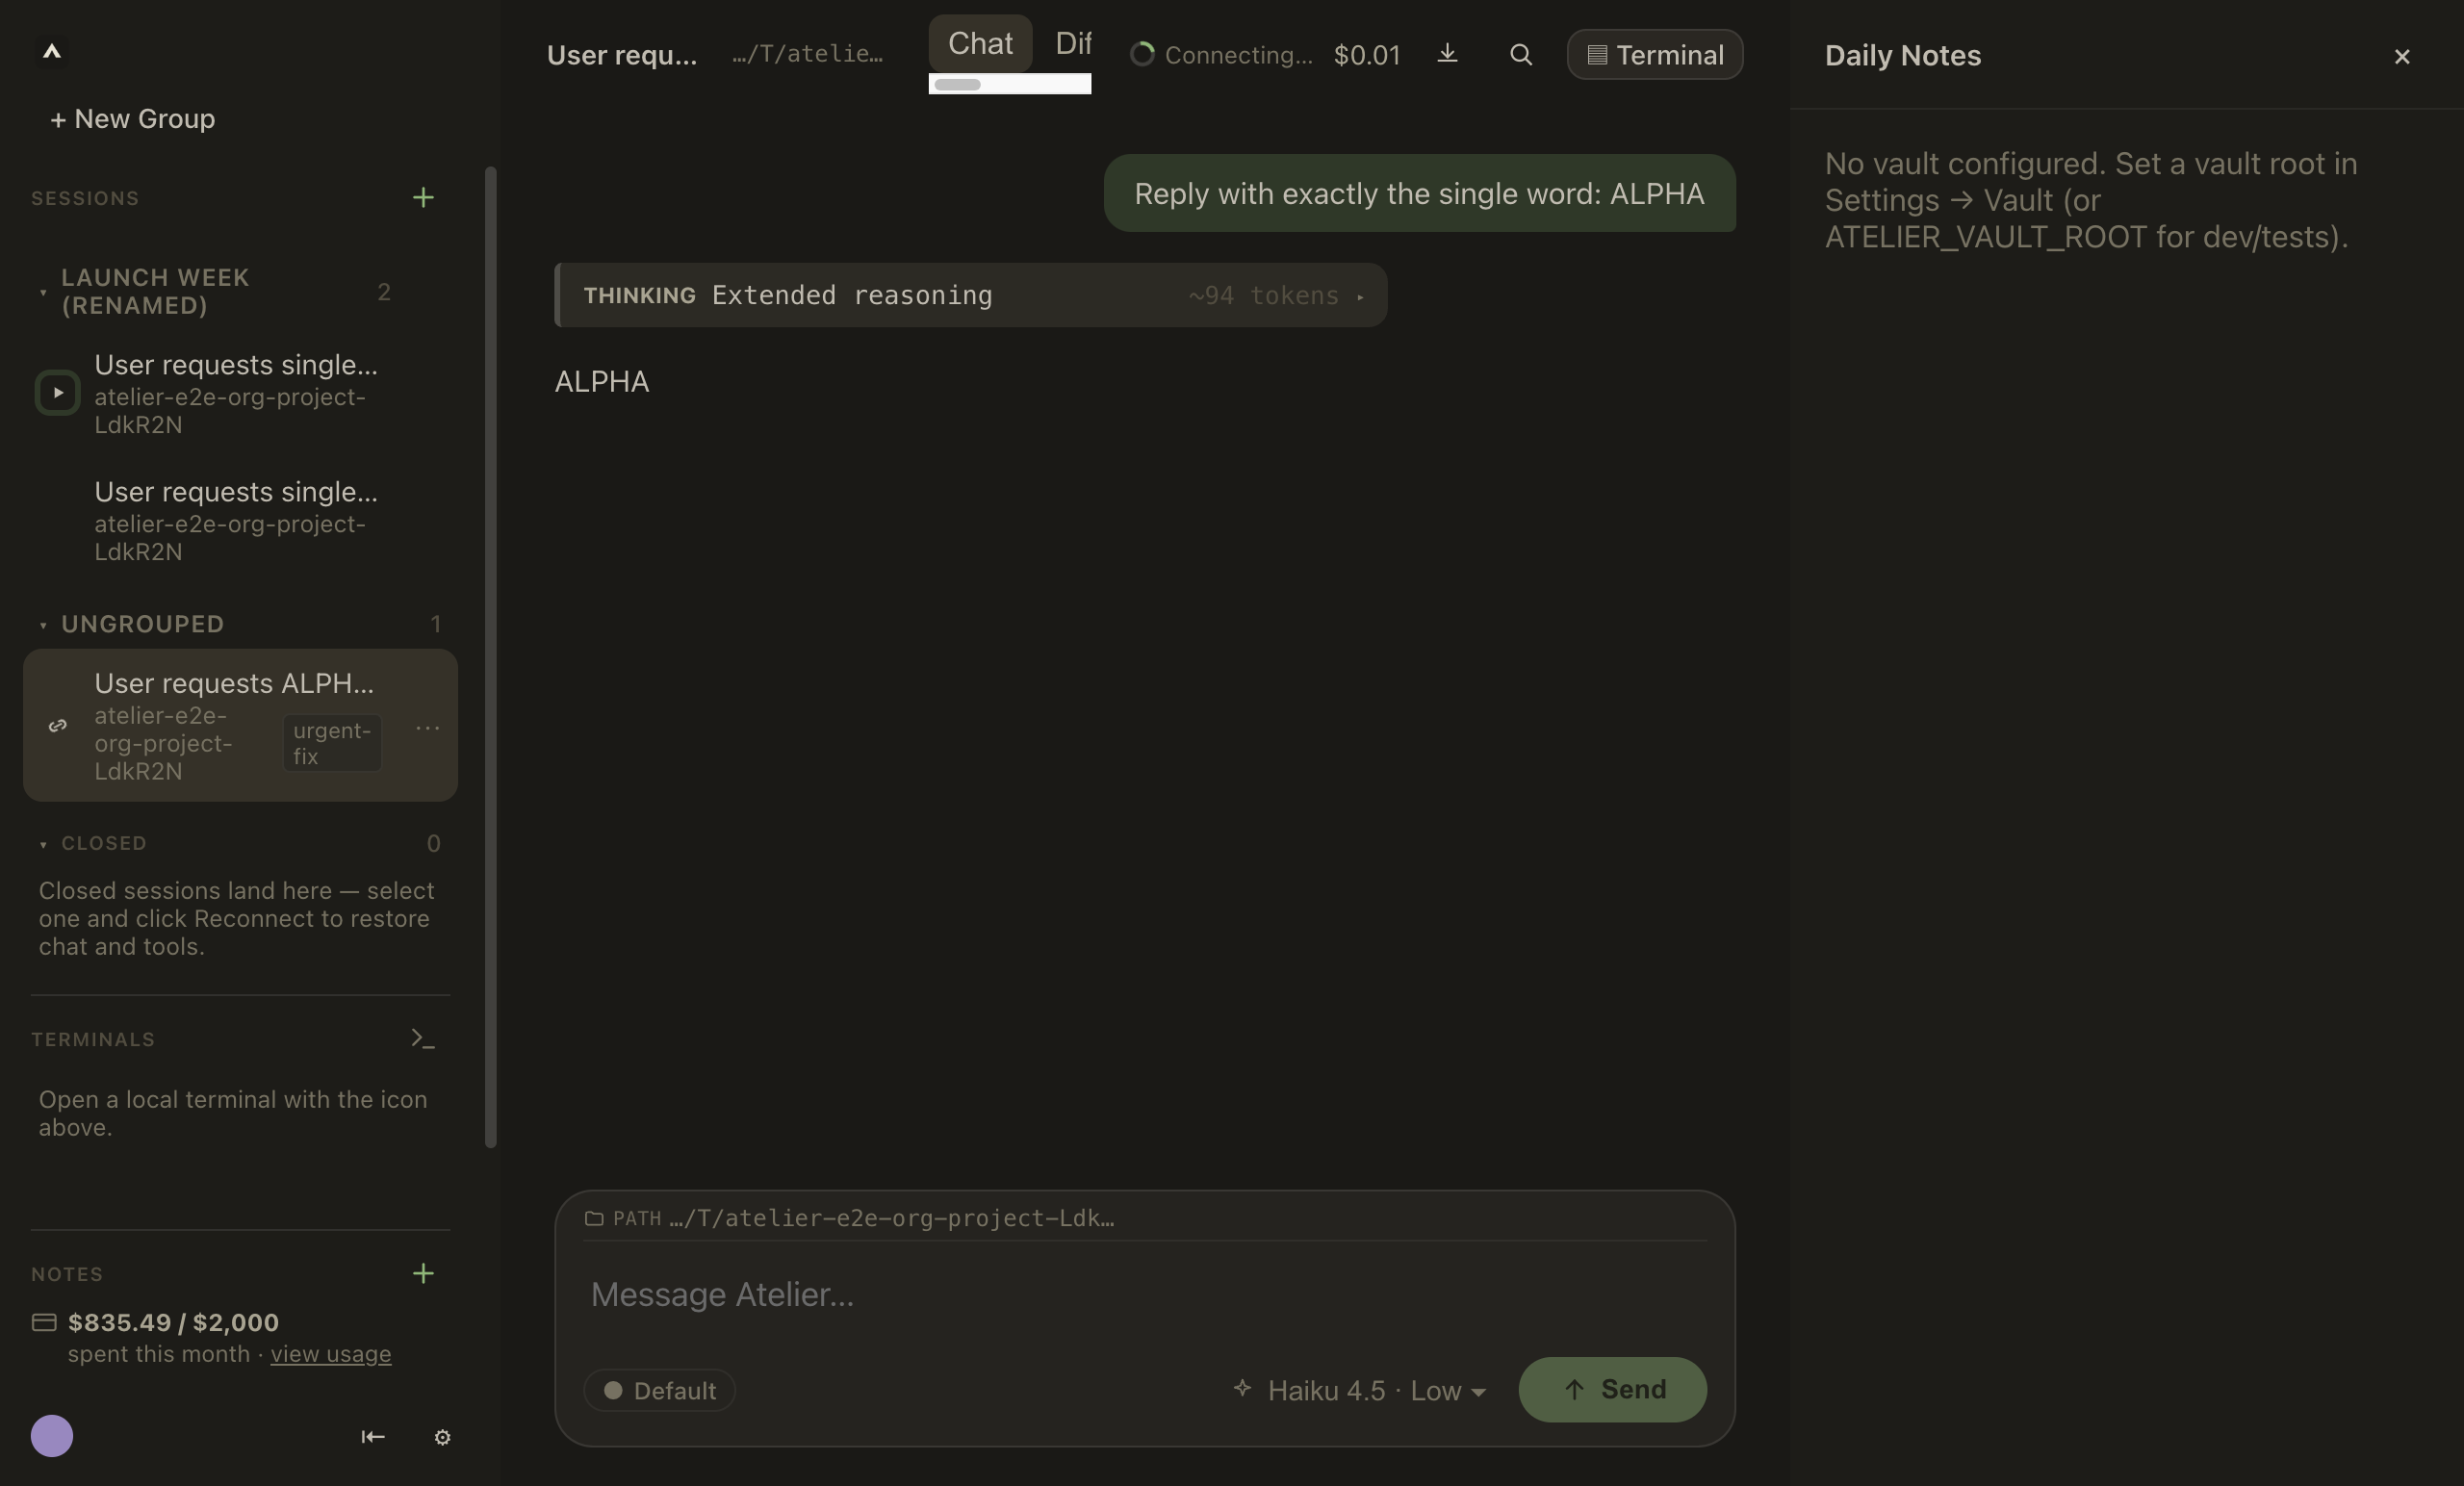 + New Group
SESSIONS
LAUNCH WEEK
(RENAMED)
2
User requests single...
atelier-e2e-org-project-
LdkR2N
User requests single...
atelier-e2e-org-project-
LdkR2N
UNGROUPED 1
User requests ALPH...
atelier-e2e-
org-project-
LdkR2N
urgent-
fix
CLOSED 0
Closed sessions land here — select
one and click Reconnect to restore
chat and tools.
TERMINALS
Open a local terminal with the icon
above.
NOTES
$835.49 / $2,000
spent this month · view usage
User requ... …/T/atelie… Chat Dif Connecting... $0.01 Terminal
Reply with exactly the single word: ALPHA
THINKING Extended reasoning ~94 tokens
ALPHA
PATH …/T/atelier-e2e-org-project-Ldk…
Message Atelier...
Default
Haiku 4.5 · Low
Send
Daily Notes
No vault configured. Set a vault root in
Settings → Vault (or
ATELIER_VAULT_ROOT for dev/tests).